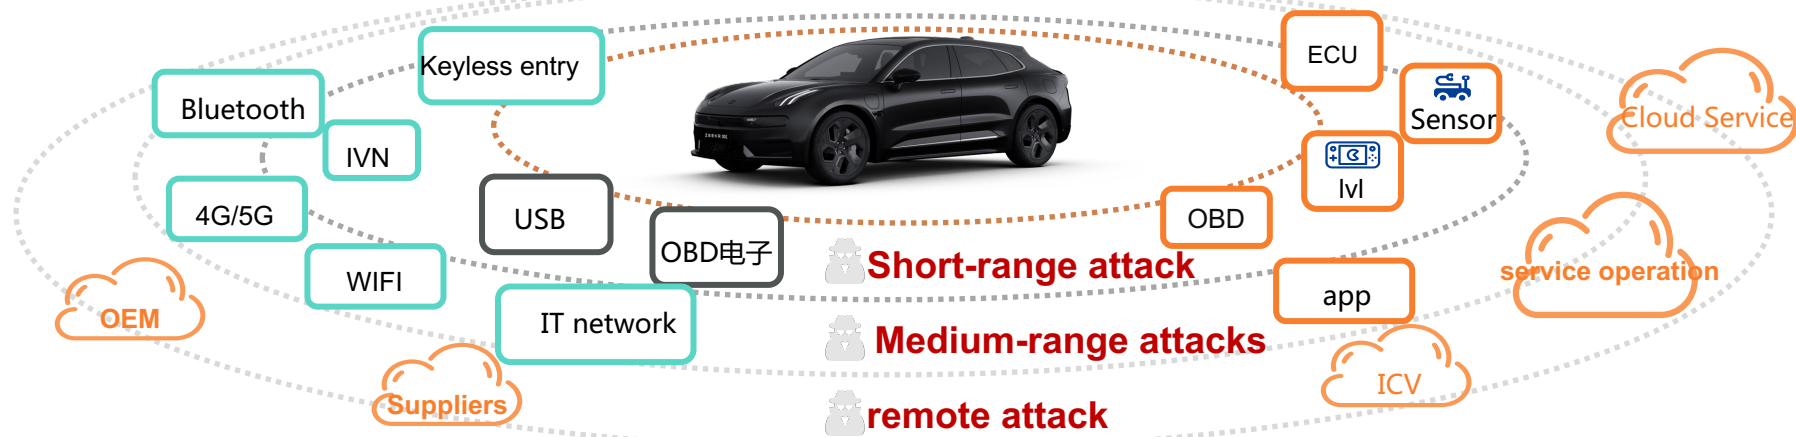 Keyless entry
ECU
Bluetooth
Sensor
Cloud Service
IVN
lvl
4G/5G
USB
OBD
OBD电子
Short-range attack
service operation
WIFI
app
OEM
IT network
Medium-range attacks
ICV
Suppliers
remote attack